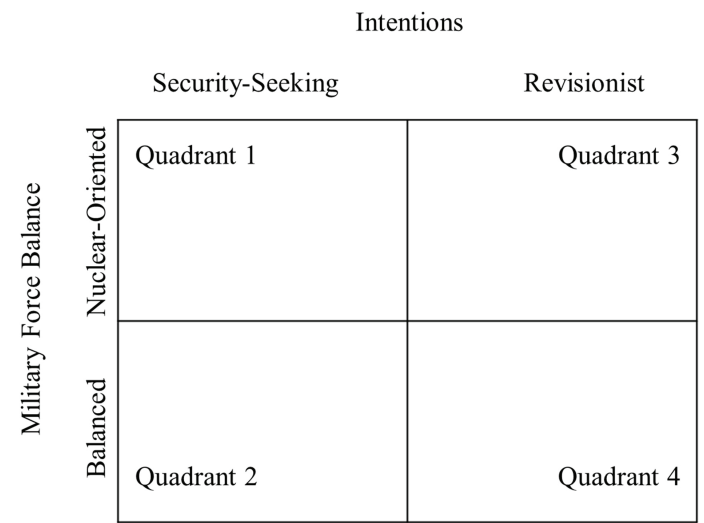 Intentions
Security-Seeking
Revisionist
Military Force Balance
Nuclear-Oriented
Quadrant 1
Quadrant 3
Balanced
Quadrant 2
Quadrant 4